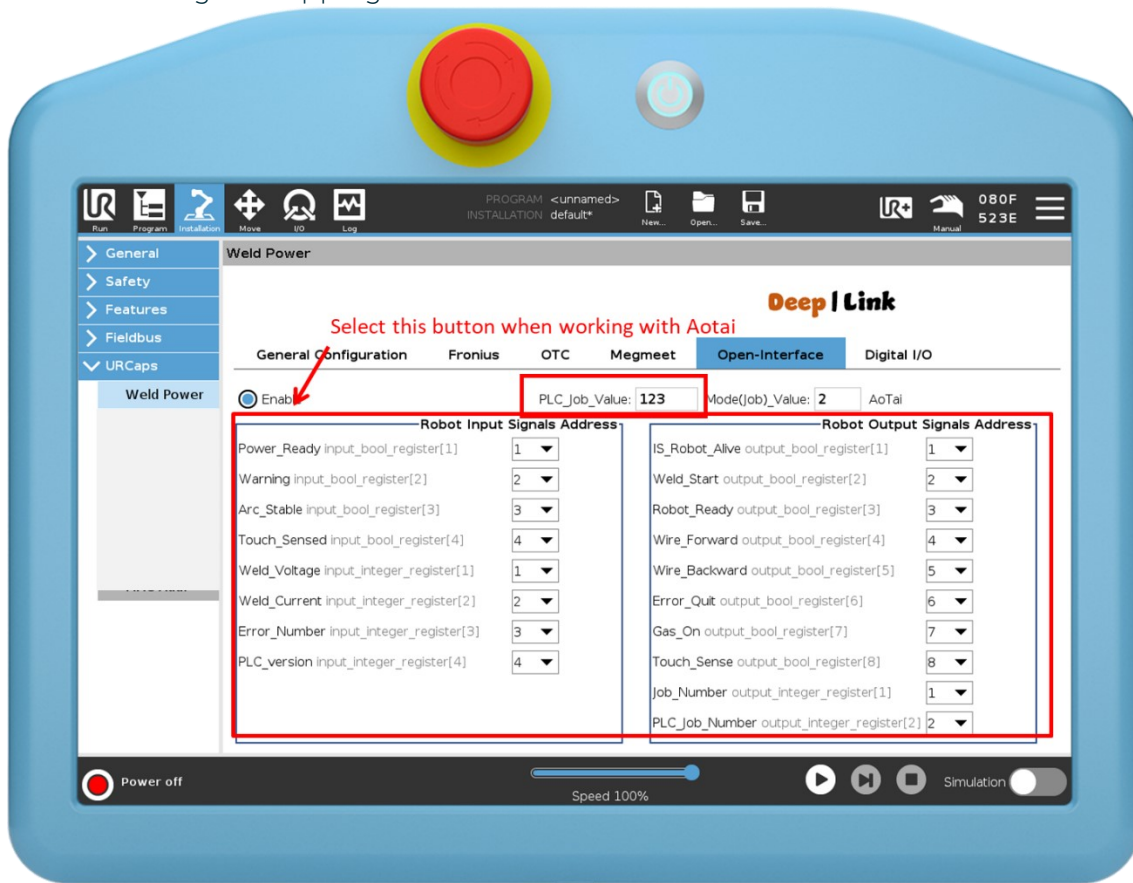 UR
Run
Program
Installation
Move
I/O
Log
PROGRAM <unnamed>
INSTALLATION default*
New...
Open...
Save...
UR+
Manual
080F
523E
General
Safety
Features
Fieldbus
URCaps
Weld Power
Weld Power
Deep | Link
Select this button when working with Aotai
General Configuration Fronius OTC Megmeet Open-Interface Digital I/O
PLC_Job_Value: 123 Mode(Job)_Value: 2 AoTai
Robot Input Signals Address
Power_Ready input_bool_register[1] 1
Warning input_bool_register[2] 2
Arc_Stable input_bool_register[3] 3
Touch_Sensed input_bool_register[4] 4
Weld_Voltage input_integer_register[1] 1
Weld_Current input_integer_register[2] 2
Error_Number input_integer_register[3] 3
PLC_version input_integer_register[4] 4
Robot Output Signals Address
IS_Robot_Alive output_bool_register[1] 1
Weld_Start output_bool_register[2] 2
Robot_Ready output_bool_register[3] 3
Wire_Forward output_bool_register[4] 4
Wire_Backward output_bool_register[5] 5
Error_Quit output_bool_register[6] 6
Gas_On output_bool_register[7] 7
Touch_Sense output_bool_register[8] 8
Job_Number output_integer_register[1] 1
PLC_Job_Number output_integer_register[2] 2
Power off
Speed 100%
Simulation